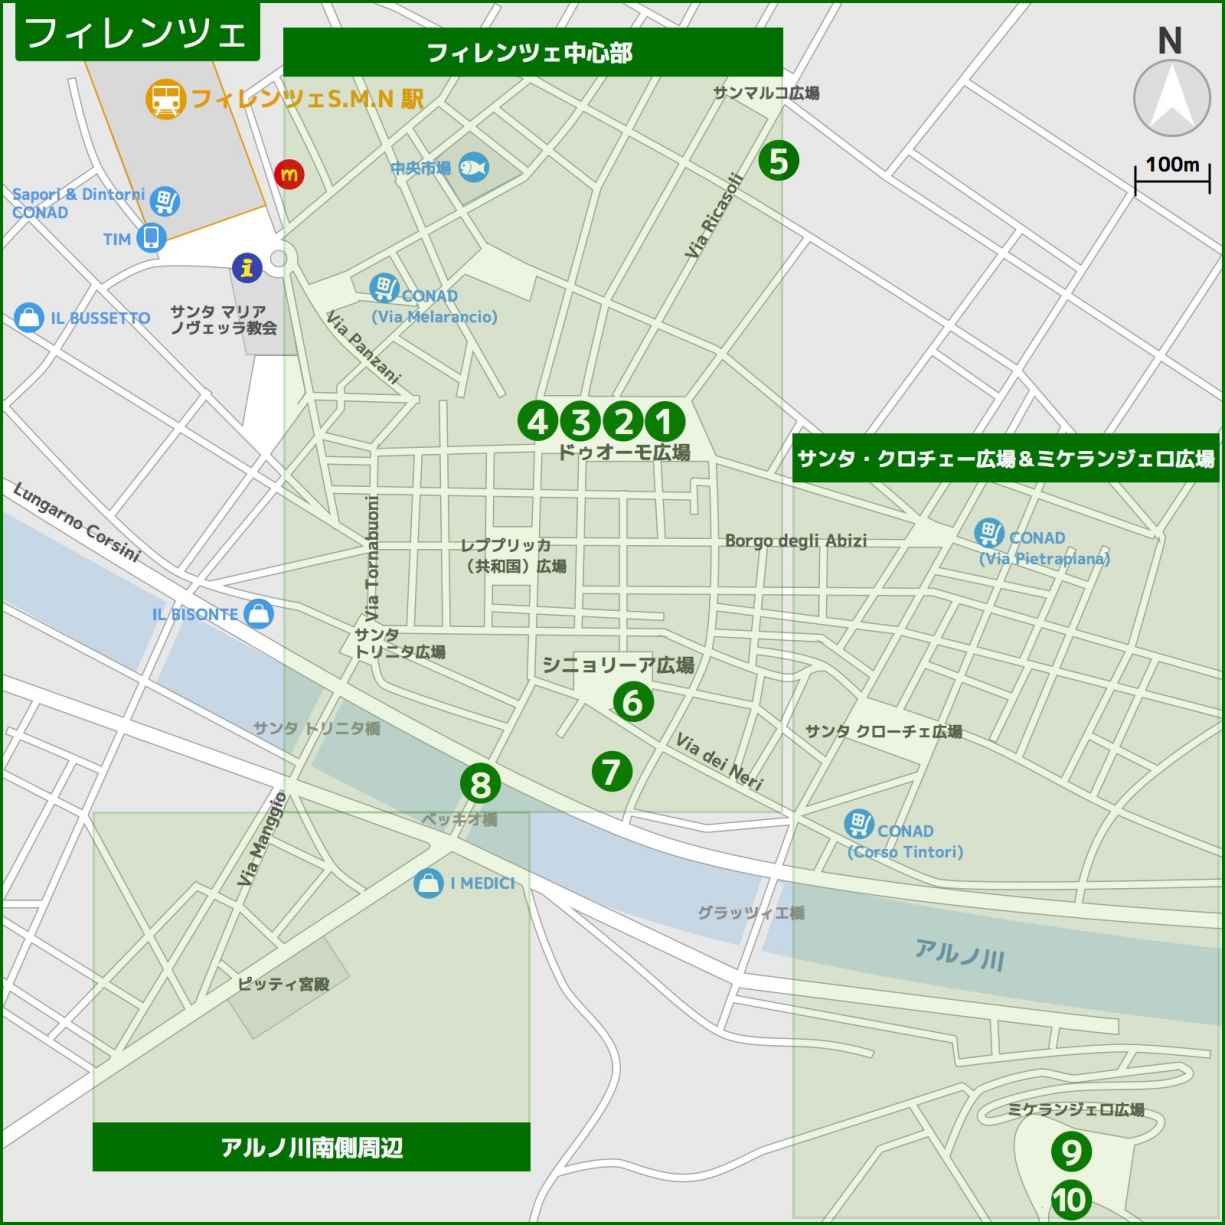 フィレンツェ
フィレンツェ中心部
N
サンマルコ広場
フィレンツェS.M.N 駅
5
100m
中央市場
m
Sapori & Dintorni
CONAD
Via Ricasoli
TIM
i
CONAD
(Via Melarancio)
IL BUSSETTO
サンタ マリア
ノヴェッラ教会
Via Panzani
4
3
2
1
ドゥオーモ広場
サンタ・クロチェー広場&ミケランジェロ広場
Lungarno Corsini
Via Tornabuoni
レプブリッカ
(共和国)広場
Borgo degli Abizi
CONAD
(Via Pietrapiana)
IL BISONTE
サンタ
トリニタ広場
シニョリーア広場
6
サンタ トリニタ橋
サンタ クローチェ広場
Via dei Neri
7
8
ベッキオ橋
Via Manggio
CONAD
(Corso Tintori)
I MEDICI
グラッツィエ橋
アルノ川
ピッティ宮殿
ミケランジェロ広場
アルノ川南側周辺
9
10